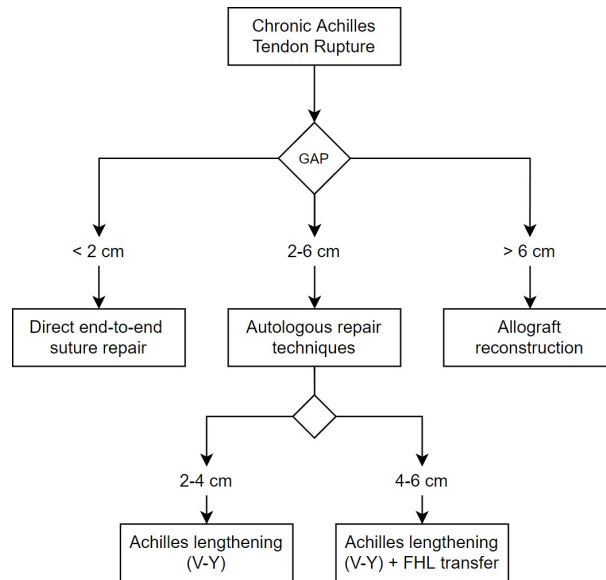 Chronic Achilles
Tendon Rupture
GAP
< 2 cm
2-6 cm
> 6 cm
Direct end-to-end
suture repair
Autologous repair
techniques
Allograft
reconstruction
2-4 cm
4-6 cm
Achilles lengthening
(V-Y)
Achilles lengthening
(V-Y) + FHL transfer